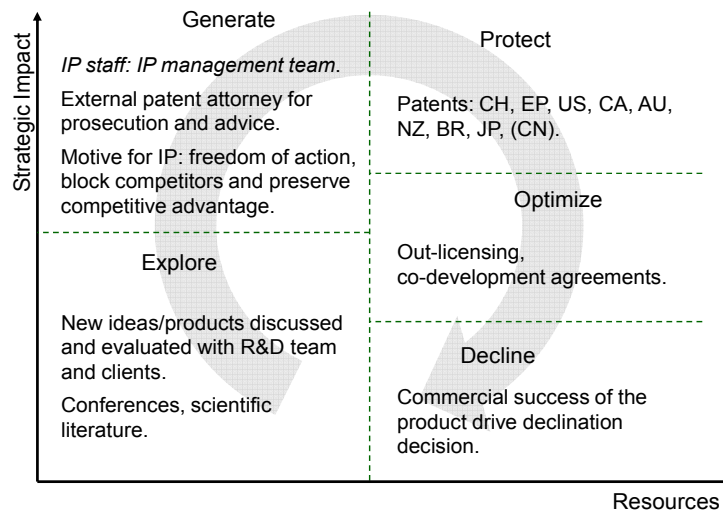 Strategic Impact
Generate
IP staff: IP management team.
External patent attorney for
prosecution and advice.
Motive for IP: freedom of action,
block competitors and preserve
competitive advantage.
Protect
Patents: CH, EP, US, CA, AU,
NZ, BR, JP, (CN).
Optimize
Out-licensing,
co-development agreements.
Explore
New ideas/products discussed
and evaluated with R&D team
and clients.
Conferences, scientific
literature.
Decline
Commercial success of the
product drive declination
decision.
Resources